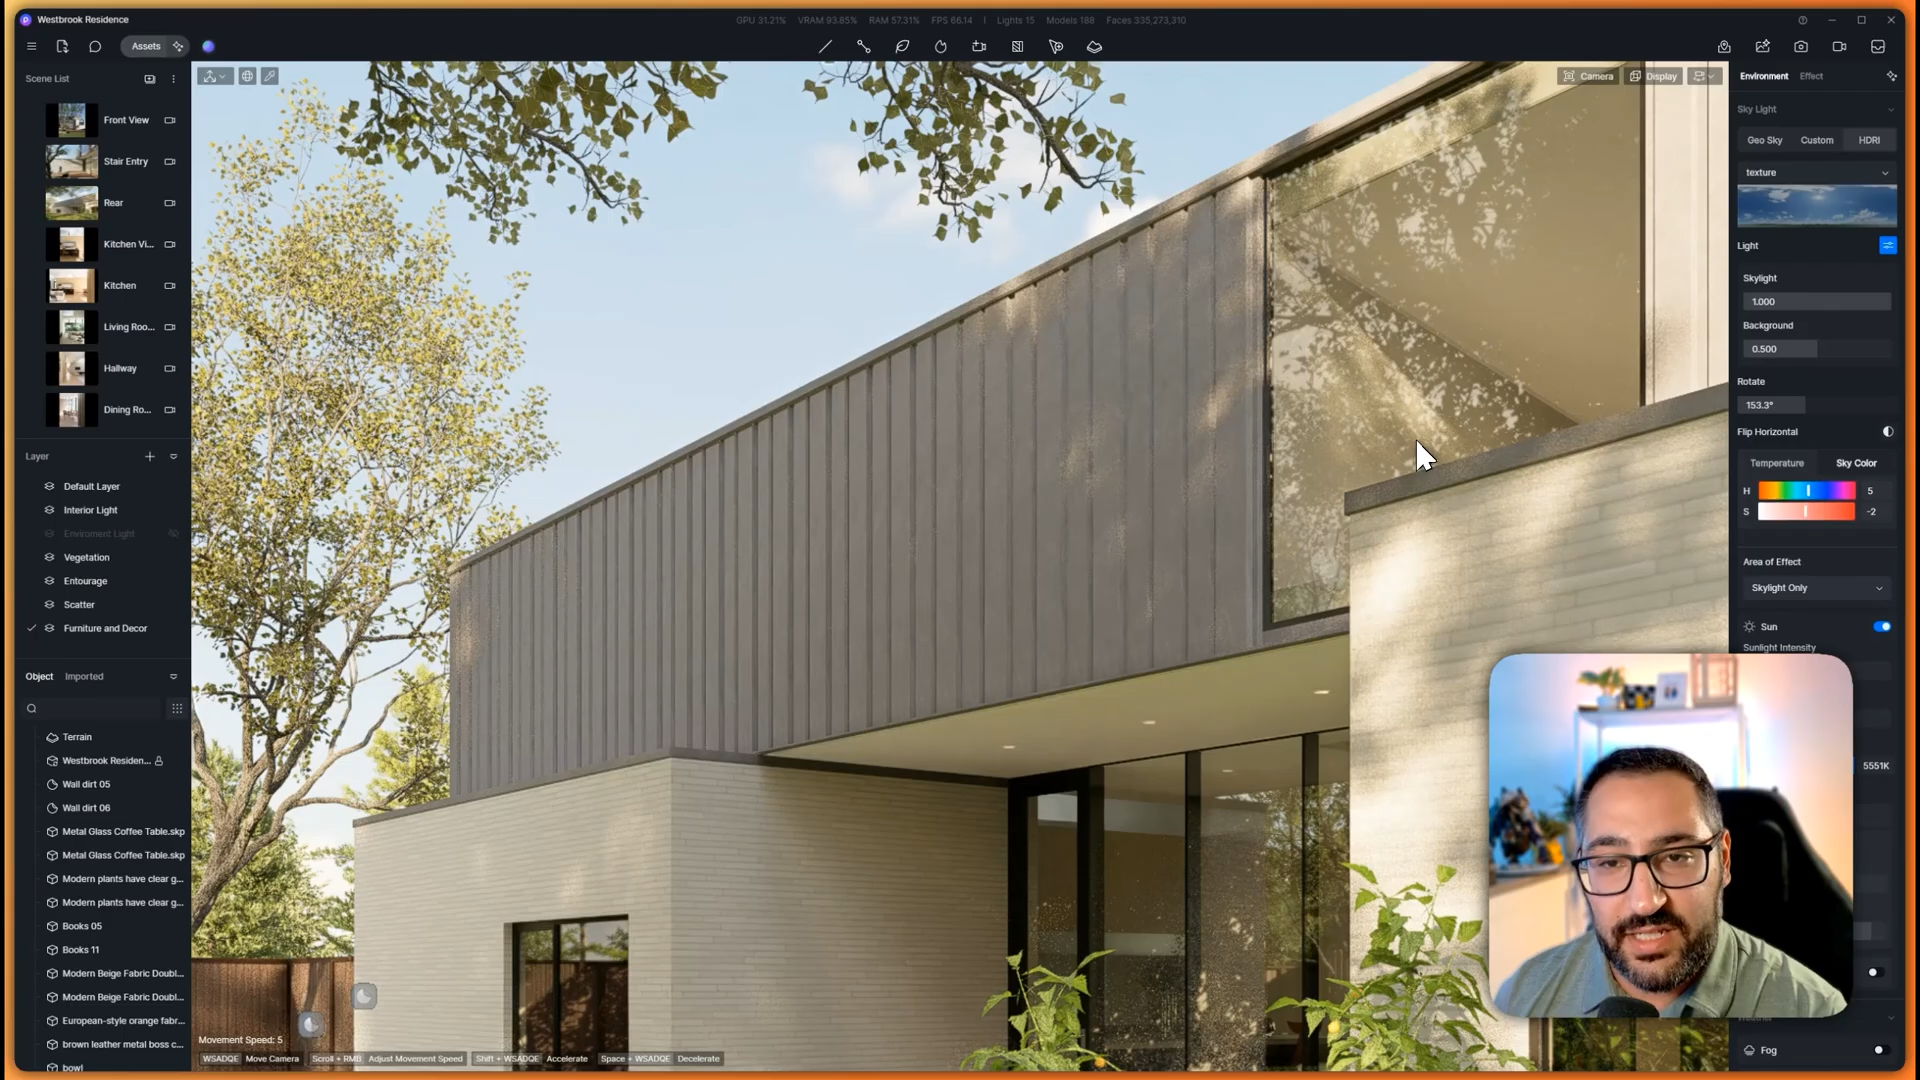 Westbrook Residence
GPU 31.21% VRAM 93.85% RAM 57.31% FPS 66.14 | Lights 15 Models 188 Faces 335,273,310
Assets
Scene List
Front View
Stair Entry
Rear
Kitchen Vi...
Kitchen
Living Roo...
Hallway
Dining Ro...
Layer
Default Layer
Interior Light
Enviroment Light
Vegetation
Entourage
Scatter
Furniture and Decor
Object Imported
Terrain
Westbrook Residen...
Wall dirt 05
Wall dirt 06
Metal Glass Coffee Table.skp
Metal Glass Coffee Table.skp
Modern plants have clear g...
Modern plants have clear g...
Books 05
Books 11
Modern Beige Fabric Doubl...
Modern Beige Fabric Doubl...
European-style orange fabr...
brown leather metal boss c...
bowl
Camera Display
Movement Speed: 5
WSADQE Move Camera Scroll + RMB Adjust Movement Speed Shift + WSADQE Accelerate Space + WSADQE Decelerate
Environment Effect
Sky Light
Geo Sky Custom HDRI
texture
Light
Skylight
1.000
Background
0.500
Rotate
153.3°
Flip Horizontal
Temperature Sky Color
H 5
S -2
Area of Effect
Skylight Only
Sun
Sunlight Intensity
5551K
Fog